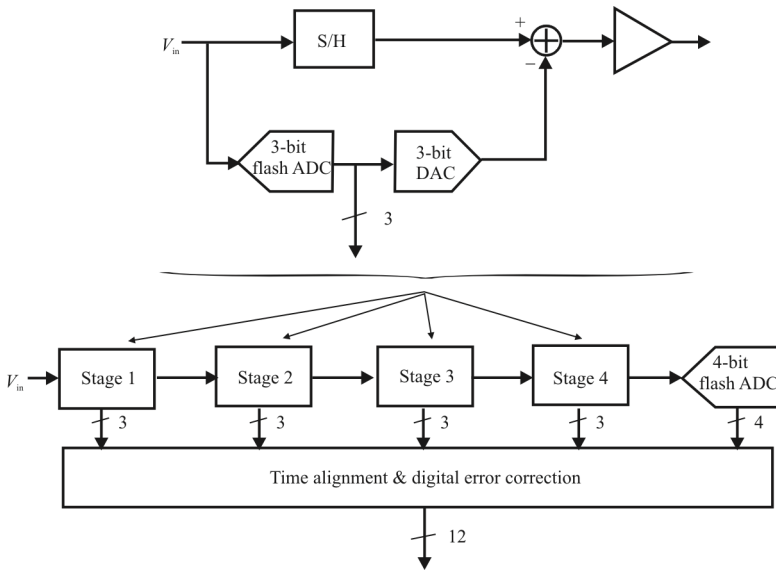 +
V_in
S/H
−
3-bit
flash ADC
3-bit
DAC
3
V_in
Stage 1
Stage 2
Stage 3
Stage 4
4-bit
flash ADC
3
3
3
3
4
Time alignment & digital error correction
12